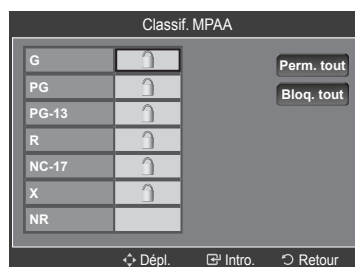 Classif. MPAA
G
Perm. tout
PG
Bloq. tout
PG-13
R
NC-17
X
NR
Dépl. Intro. Retour